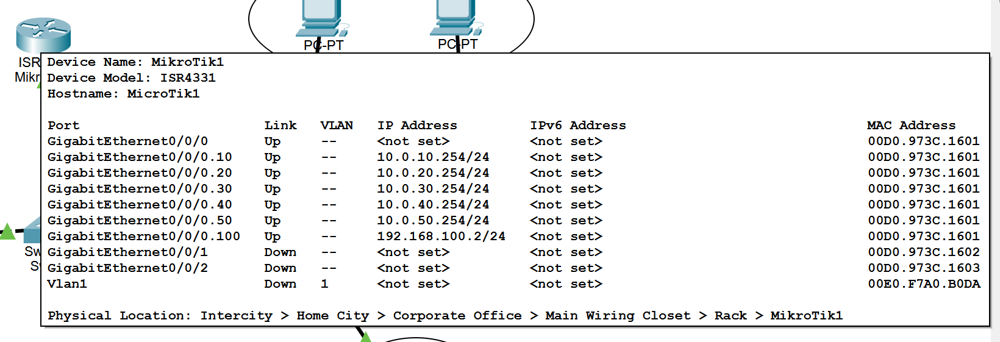 PC-PT
PC-PT
ISR
Mikr
Device Name: MikroTik1
Device Model: ISR4331
Hostname: MicroTik1
Port Link VLAN IP Address IPv6 Address MAC Address
GigabitEthernet0/0/0 Up -- <not set> <not set> 00D0.973C.1601
GigabitEthernet0/0/0.10 Up -- 10.0.10.254/24 <not set> 00D0.973C.1601
GigabitEthernet0/0/0.20 Up -- 10.0.20.254/24 <not set> 00D0.973C.1601
GigabitEthernet0/0/0.30 Up -- 10.0.30.254/24 <not set> 00D0.973C.1601
GigabitEthernet0/0/0.40 Up -- 10.0.40.254/24 <not set> 00D0.973C.1601
GigabitEthernet0/0/0.50 Up -- 10.0.50.254/24 <not set> 00D0.973C.1601
GigabitEthernet0/0/0.100 Up -- 192.168.100.2/24 <not set> 00D0.973C.1601
GigabitEthernet0/0/1 Down -- <not set> <not set> 00D0.973C.1602
GigabitEthernet0/0/2 Down -- <not set> <not set> 00D0.973C.1603
Vlan1 Down 1 <not set> <not set> 00E0.F7A0.B0DA
Sw
Physical Location: Intercity > Home City > Corporate Office > Main Wiring Closet > Rack > MikroTik1